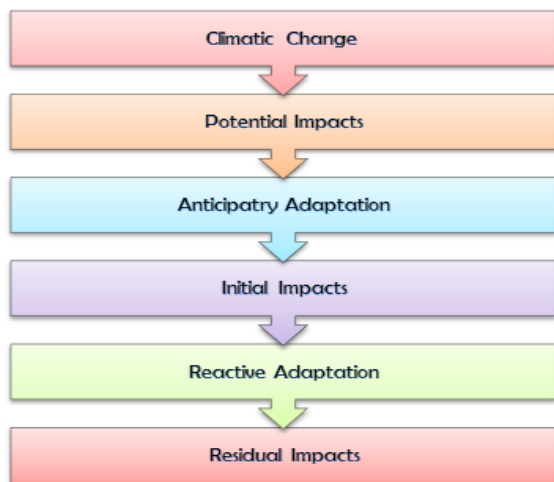 Climatic Change
Potential Impacts
Anticipatry Adaptation
Initial Impacts
Reactive Adaptation
Residual Impacts